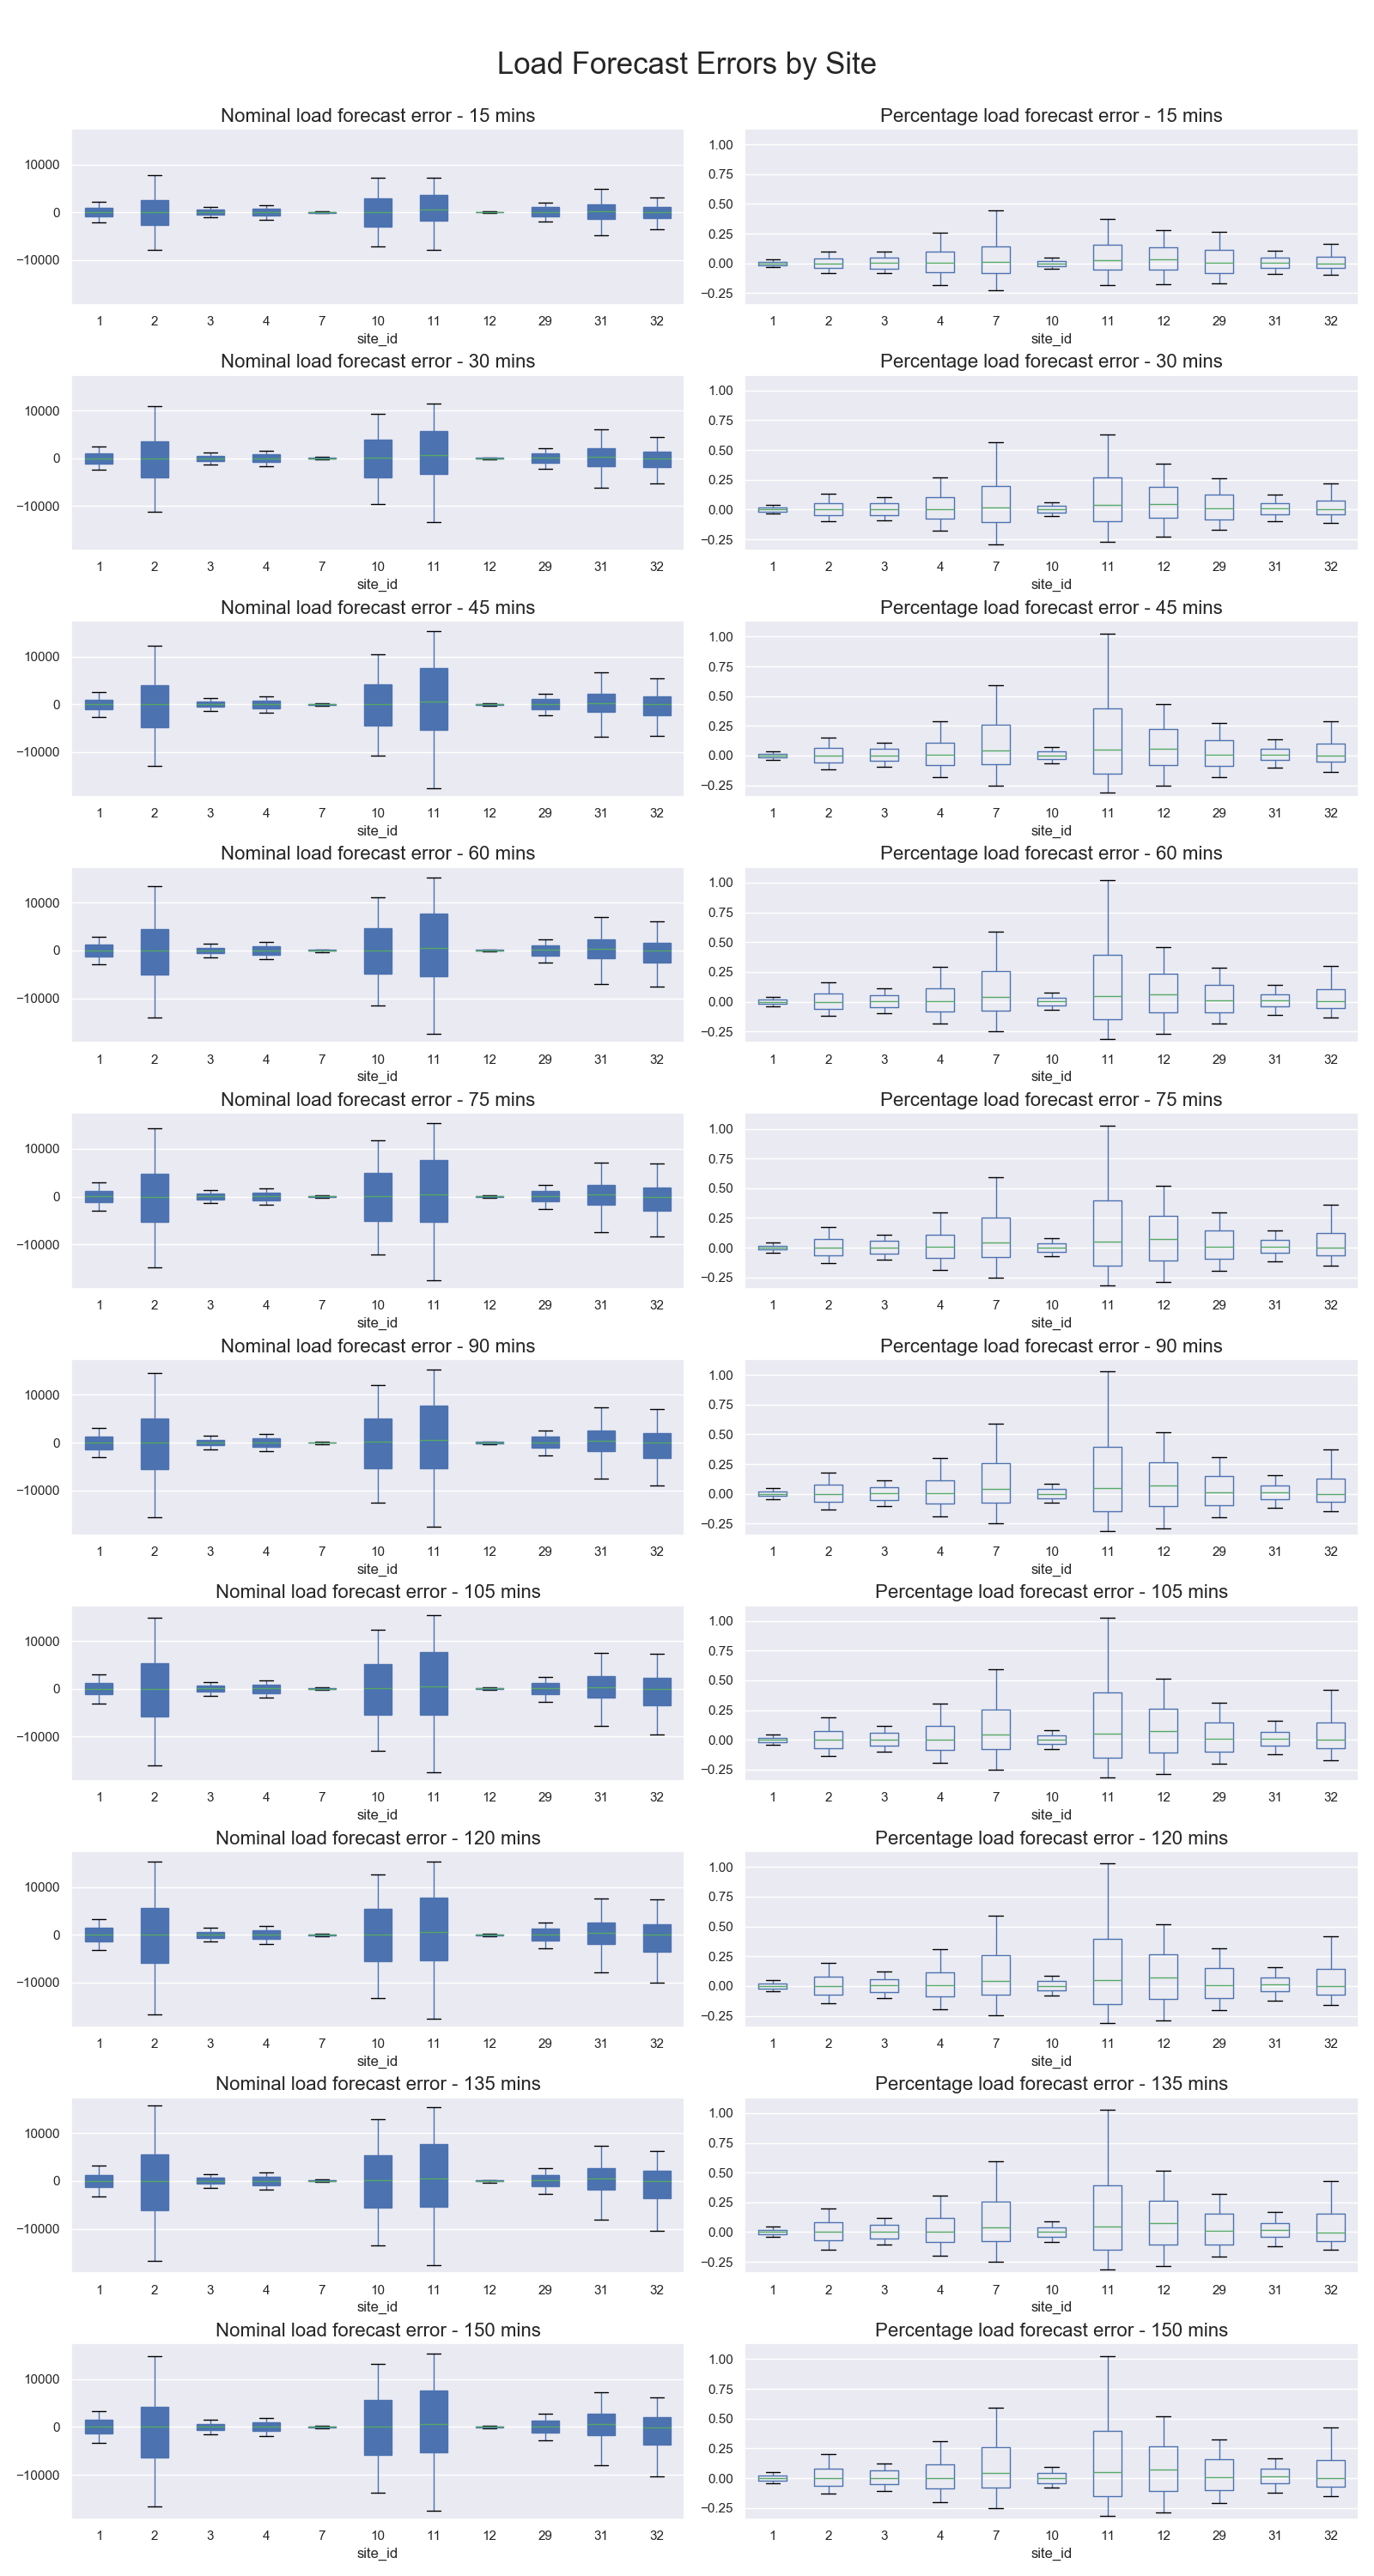 Load Forecast Errors by Site
Nominal load forecast error - 15 mins
10000
0
−10000
1 2 3 4 7 10 11 12 29 31 32
site_id
Percentage load forecast error - 15 mins
1.00
0.75
0.50
0.25
0.00
−0.25
1 2 3 4 7 10 11 12 29 31 32
site_id
Nominal load forecast error - 30 mins
10000
0
−10000
1 2 3 4 7 10 11 12 29 31 32
site_id
Percentage load forecast error - 30 mins
1.00
0.75
0.50
0.25
0.00
−0.25
1 2 3 4 7 10 11 12 29 31 32
site_id
Nominal load forecast error - 45 mins
10000
0
−10000
1 2 3 4 7 10 11 12 29 31 32
site_id
Percentage load forecast error - 45 mins
1.00
0.75
0.50
0.25
0.00
−0.25
1 2 3 4 7 10 11 12 29 31 32
site_id
Nominal load forecast error - 60 mins
10000
0
−10000
1 2 3 4 7 10 11 12 29 31 32
site_id
Percentage load forecast error - 60 mins
1.00
0.75
0.50
0.25
0.00
−0.25
1 2 3 4 7 10 11 12 29 31 32
site_id
Nominal load forecast error - 75 mins
10000
0
−10000
1 2 3 4 7 10 11 12 29 31 32
site_id
Percentage load forecast error - 75 mins
1.00
0.75
0.50
0.25
0.00
−0.25
1 2 3 4 7 10 11 12 29 31 32
site_id
Nominal load forecast error - 90 mins
10000
0
−10000
1 2 3 4 7 10 11 12 29 31 32
site_id
Percentage load forecast error - 90 mins
1.00
0.75
0.50
0.25
0.00
−0.25
1 2 3 4 7 10 11 12 29 31 32
site_id
Nominal load forecast error - 105 mins
10000
0
−10000
1 2 3 4 7 10 11 12 29 31 32
site_id
Percentage load forecast error - 105 mins
1.00
0.75
0.50
0.25
0.00
−0.25
1 2 3 4 7 10 11 12 29 31 32
site_id
Nominal load forecast error - 120 mins
10000
0
−10000
1 2 3 4 7 10 11 12 29 31 32
site_id
Percentage load forecast error - 120 mins
1.00
0.75
0.50
0.25
0.00
−0.25
1 2 3 4 7 10 11 12 29 31 32
site_id
Nominal load forecast error - 135 mins
10000
0
−10000
1 2 3 4 7 10 11 12 29 31 32
site_id
Percentage load forecast error - 135 mins
1.00
0.75
0.50
0.25
0.00
−0.25
1 2 3 4 7 10 11 12 29 31 32
site_id
Nominal load forecast error - 150 mins
10000
0
−10000
1 2 3 4 7 10 11 12 29 31 32
site_id
Percentage load forecast error - 150 mins
1.00
0.75
0.50
0.25
0.00
−0.25
1 2 3 4 7 10 11 12 29 31 32
site_id